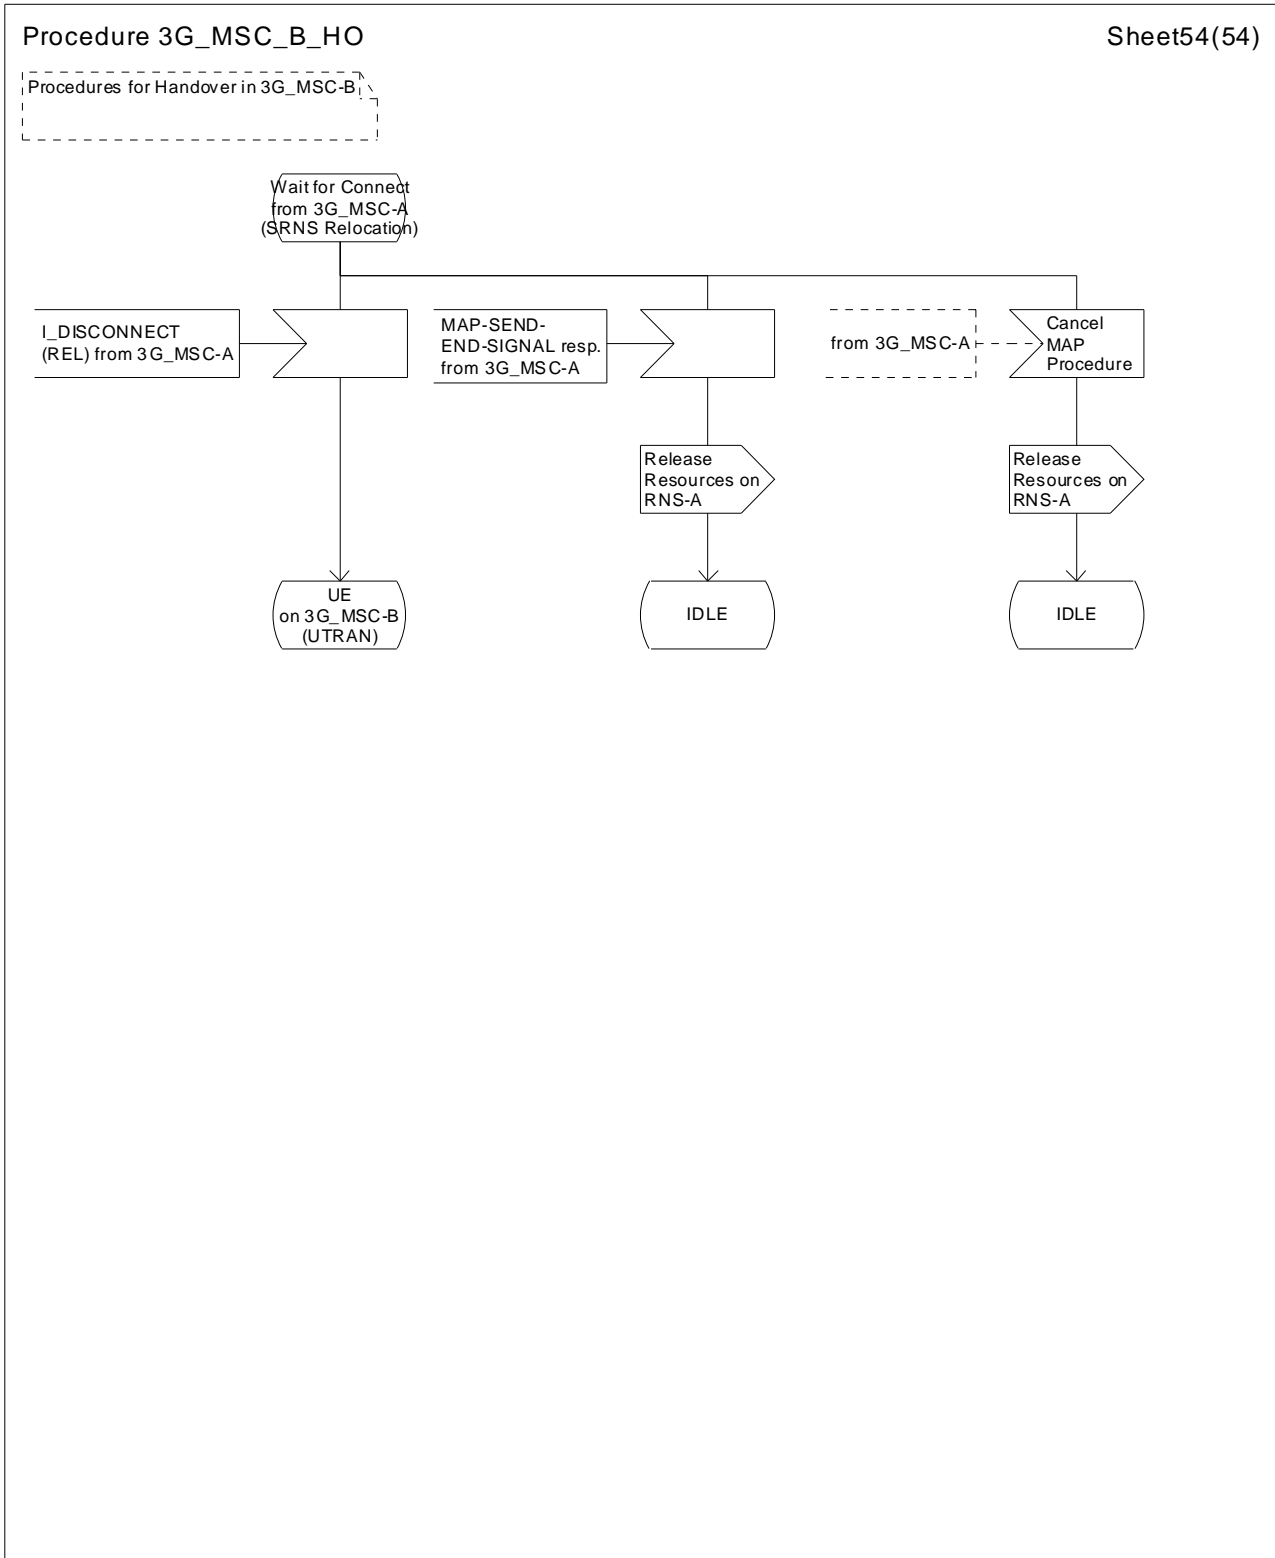 Procedure 3G_MSC_B_HO
Sheet54(54)
Procedures for Handover in 3G_MSC-B
Wait for Connect
from 3G_MSC-A
(SRNS Relocation)
I_DISCONNECT
(REL) from 3G_MSC-A
MAP-SEND-
END-SIGNAL resp.
from 3G_MSC-A
from 3G_MSC-A
Cancel
MAP
Procedure
Release
Resources on
RNS-A
Release
Resources on
RNS-A
UE
on 3G_MSC-B
(UTRAN)
IDLE
IDLE